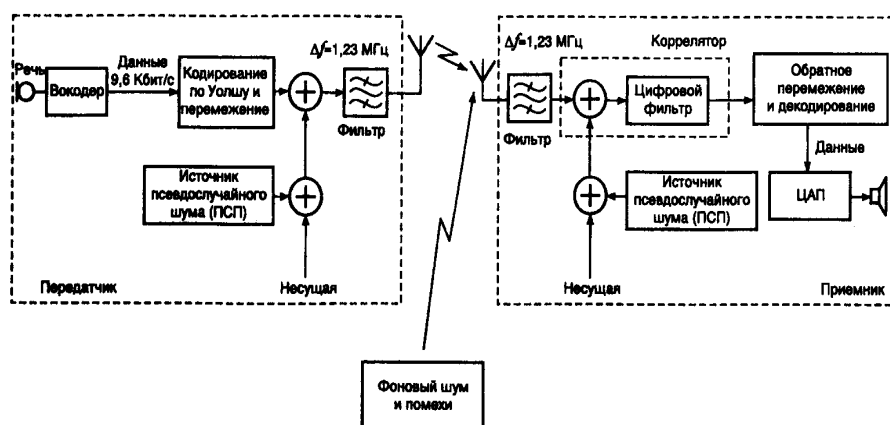 Речь
Вокодер
Данные
9,6 Кбит/с
Кодирование
по Уолшу и
перемежение
Δf=1,23 МГц
Фильтр
Источник
псевдослучайного
шума (ПСП)
Передатчик
Несущая
Δf=1,23 МГц
Фильтр
Коррелятор
Цифровой
фильтр
Обратное
перемежение
и декодирование
Данные
Источник
псевдослучайного
шума (ПСП)
ЦАП
Несущая
Приемник
Фоновый шум
и помехи